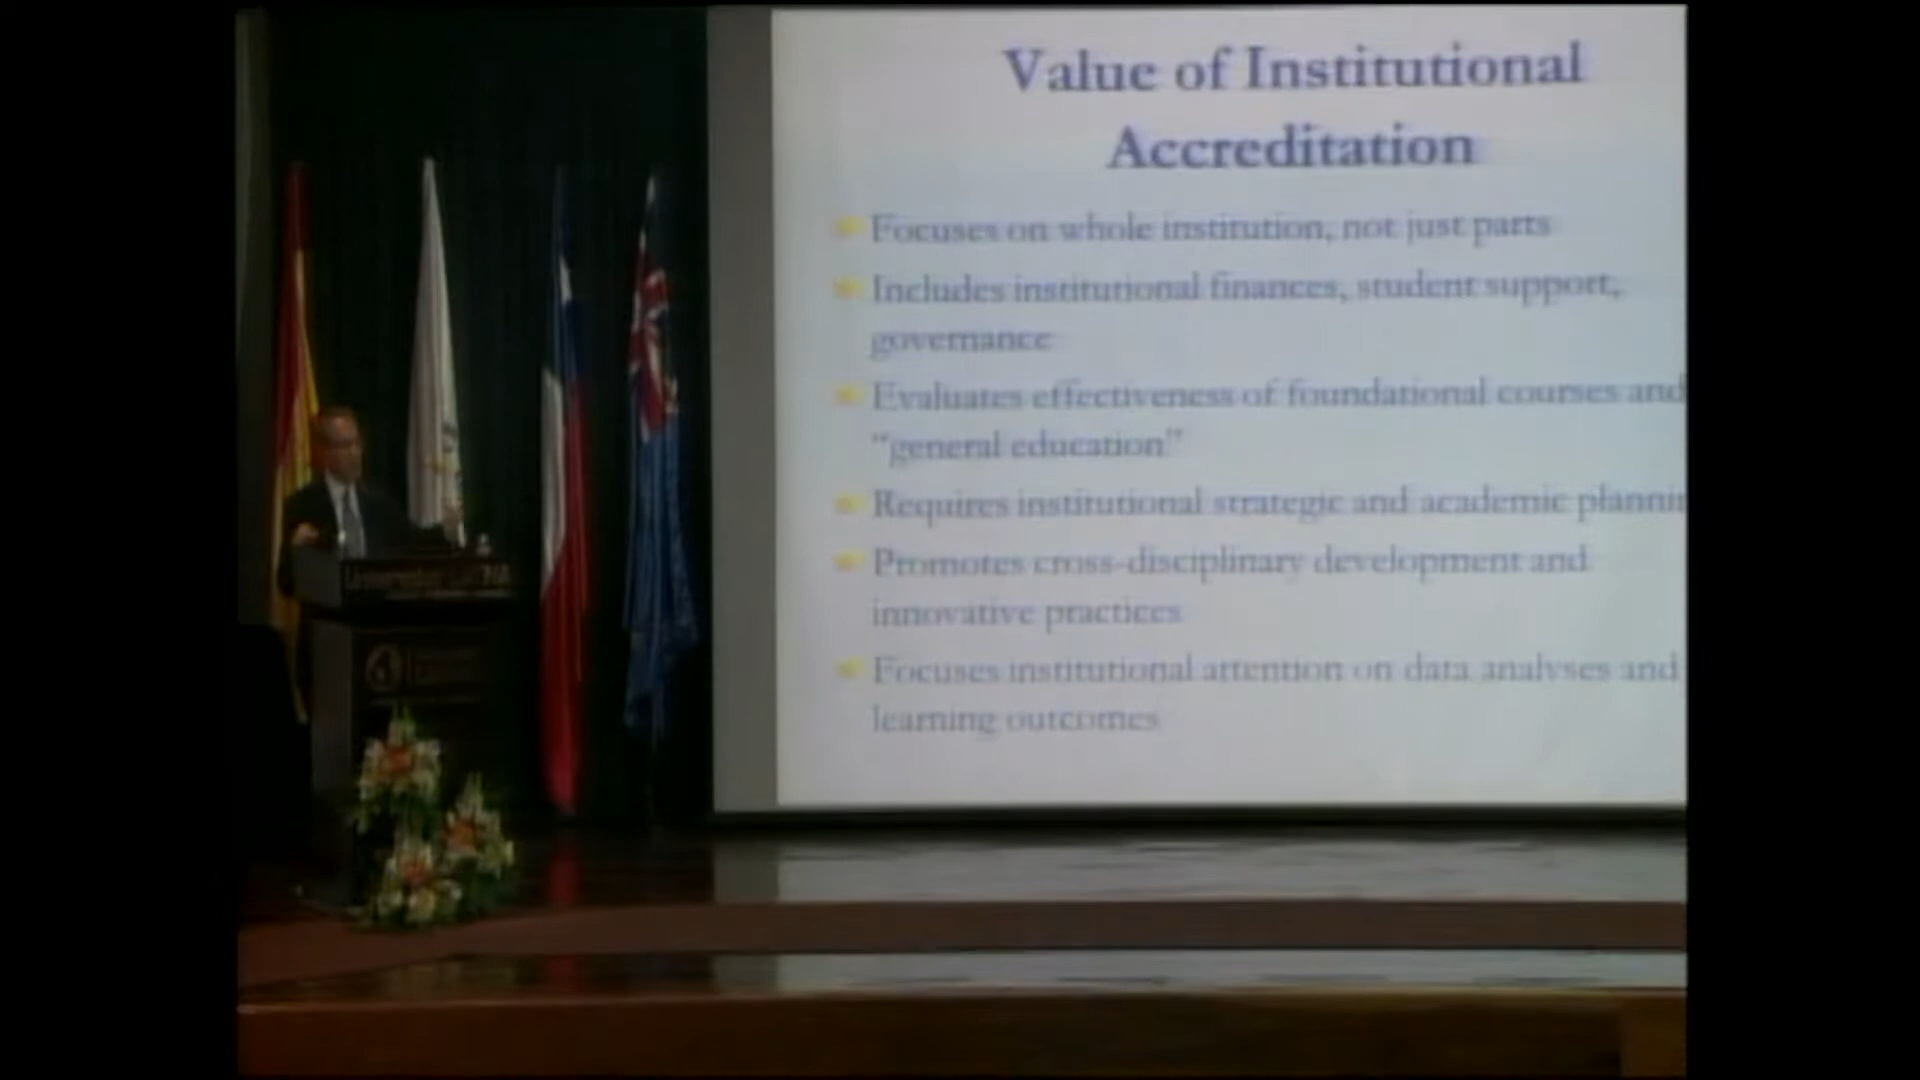 Value of Institutional
Accreditation
Focuses on whole institution, not just parts
Includes institutional finances, student support,
governance
Evaluates effectiveness of foundational courses and
"general education"
Requires institutional strategic and academic plannin
Promotes cross-disciplinary development and
innovative practices
Focuses institutional attention on data analyses and
learning outcomes